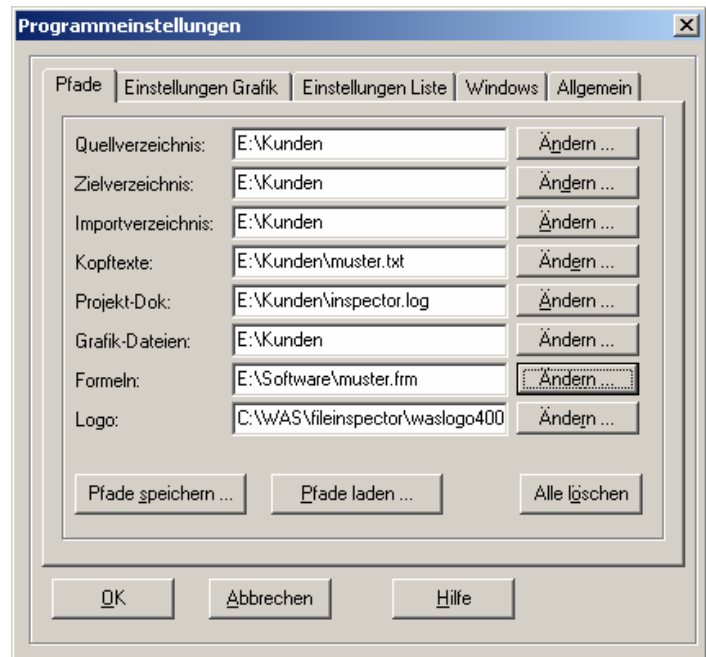 Programmeinstellungen
Pfade Einstellungen Grafik Einstellungen Liste Windows Allgemein
Quellverzeichnis: E:\Kunden Ändern ...
Zielverzeichnis: E:\Kunden Ändern ...
Importverzeichnis: E:\Kunden Ändern ...
Kopftexte: E:\Kunden\muster.txt Ändern ...
Projekt-Dok: E:\Kunden\inspector.log Ändern ...
Grafik-Dateien: E:\Kunden Ändern ...
Formeln: E:\Software\muster.frm Ändern ...
Logo: C:\WAS\fileinspector\waslogo400 Ändern ...
Pfade speichern ... Pfade laden ... Alle löschen
OK Abbrechen Hilfe